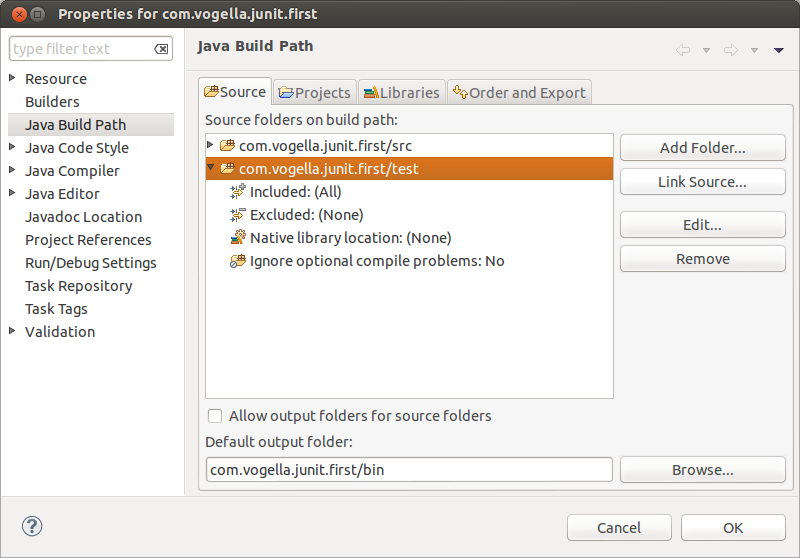 Properties for com.vogella.junit.first
type filter text
Resource
Builders
Java Build Path
Java Code Style
Java Compiler
Java Editor
Javadoc Location
Project References
Run/Debug Settings
Task Repository
Task Tags
Validation
Java Build Path
Source Projects Libraries Order and Export
Source folders on build path:
com.vogella.junit.first/src
com.vogella.junit.first/test
Included: (All)
Excluded: (None)
Native library location: (None)
Ignore optional compile problems: No
Add Folder...
Link Source...
Edit...
Remove
Allow output folders for source folders
Default output folder:
com.vogella.junit.first/bin
Browse...
?
Cancel OK